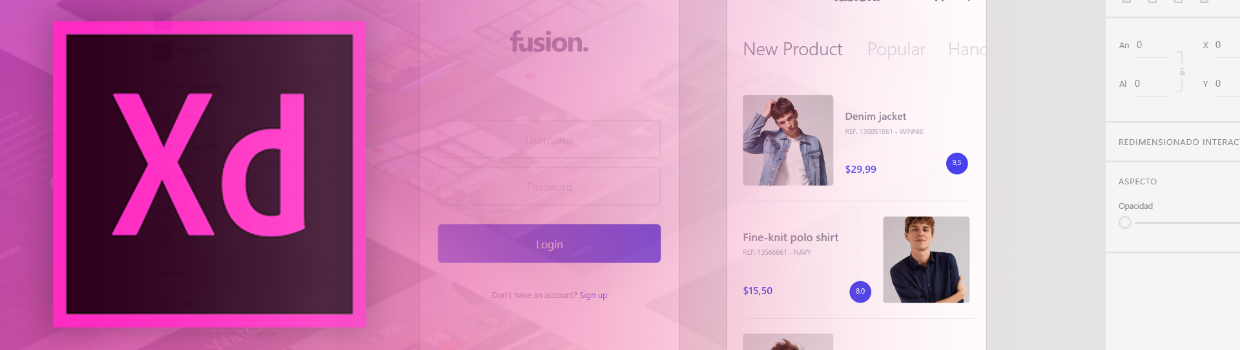 Xd
fusion.
Username
Password
Login
Don't have an account? Sign up
New Product Popular Hand
Denim jacket
REF. 130051861 - WINNIE
$29,99
9,5
Fine-knit polo shirt
REF. 13566661 - NAVY
$15,50
8,0
An 0 X 0
Al 0 Y 0
REDIMENSIONADO INTERACT
ASPECTO
Opacidad